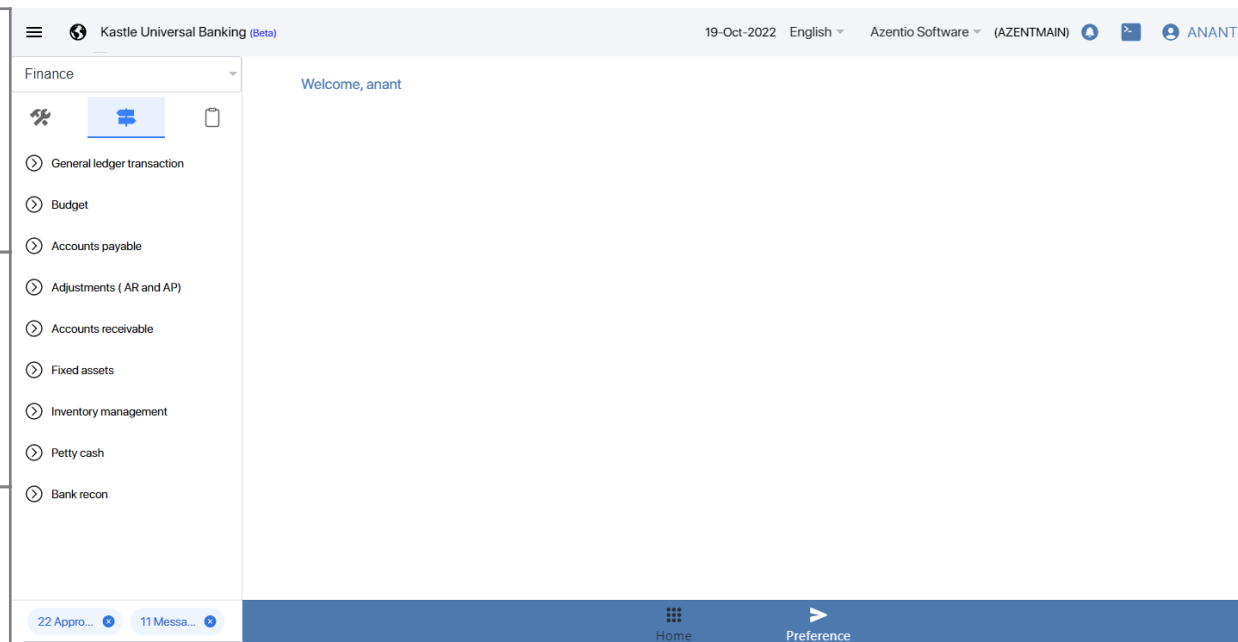 Kastle Universal Banking (Beta) 19-Oct-2022 English Azentio Software (AZENTMAIN) ANANT
Finance
Welcome, anant
General ledger transaction
Budget
Accounts payable
Adjustments ( AR and AP)
Accounts receivable
Fixed assets
Inventory management
Petty cash
Bank recon
22 Appro... 11 Messa...
Home Preference